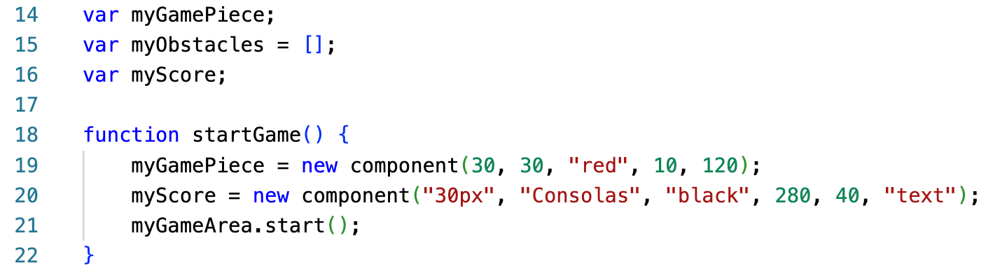 14 var myGamePiece;
15 var myObstacles = [];
16 var myScore;
17
18 function startGame() {
19     myGamePiece = new component(30, 30, "red", 10, 120);
20     myScore = new component("30px", "Consolas", "black", 280, 40, "text");
21     myGameArea.start();
22 }